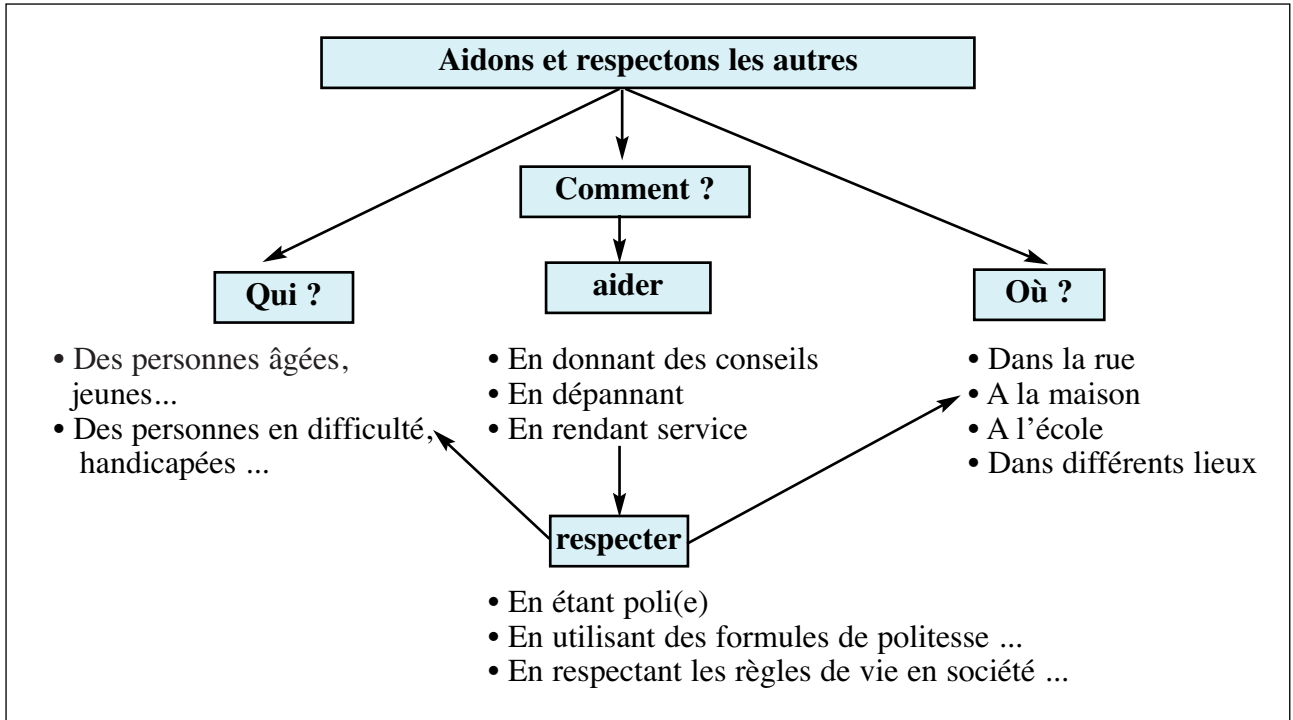 Aidons et respectons les autres
Comment ?
Qui ?
aider
Où ?
• Des personnes âgées,
jeunes...
• Des personnes en difficulté,
handicapées ...
• En donnant des conseils
• En dépannant
• En rendant service
• Dans la rue
• A la maison
• A l'école
• Dans différents lieux
respecter
• En étant poli(e)
• En utilisant des formules de politesse ...
• En respectant les règles de vie en société ...